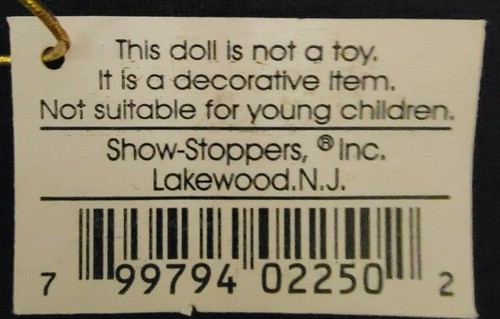 This doll is not a toy.
It is a decorative item.
Not suitable for young children.
Show-Stoppers, ® inc.
Lakewood.N.J.
7 99794 02250 2